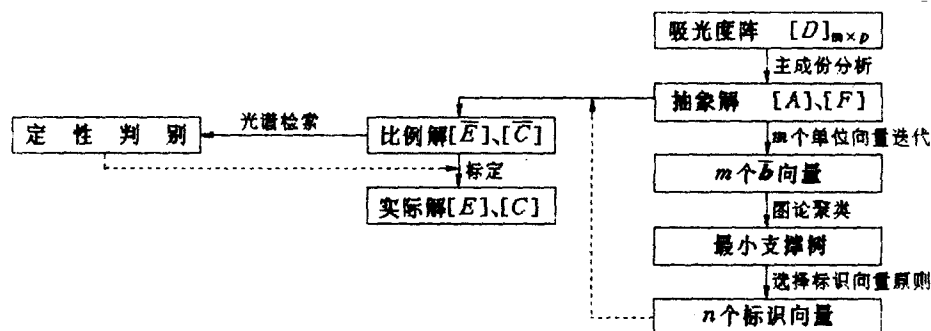 吸光度阵 [D]m×p
主成份分析
抽象解 [A]、[F]
m个单位向量迭代
m个b̄向量
图论聚类
最小支撑树
选择标识向量原则
n个标识向量
比例解[Ē]、[C̄]
光谱检索
定性判别
标定
实际解[E]、[C]